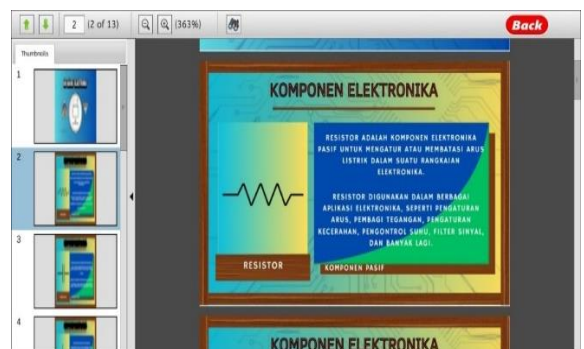 2 (2 of 13) (363%)
Back
Thumbnails
1
2
3
4
KOMPONEN ELEKTRONIKA
RESISTOR ADALAH KOMPONEN ELEKTRONIKA
PASIF UNTUK MENGATUR ATAU MEMBATASI ARUS
LISTRIK DALAM SUATU RANGKAIAN
ELEKTRONIKA.
RESISTOR DIGUNAKAN DALAM BERBAGAI
APLIKASI ELEKTRONIKA, SEPERTI PENGATURAN
ARUS, PEMBAGI TEGANGAN, PENGATURAN
KECERAHAN, PENGONTROL SUHU, FILTER SINYAL,
DAN BANYAK LAGI.
RESISTOR
KOMPONEN PASIF
KOMPONEN ELEKTRONIKA